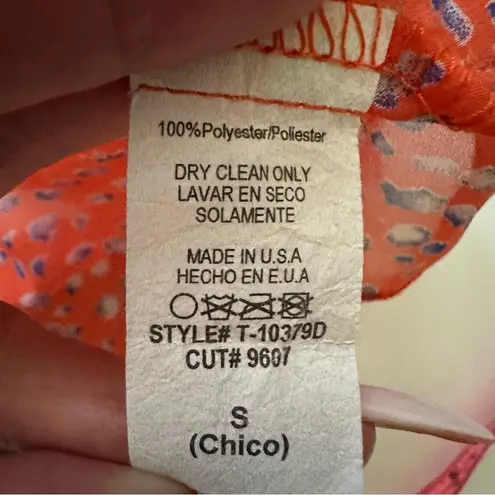 100%Polyester/Poliester
DRY CLEAN ONLY
LAVAR EN SECO
SOLAMENTE
MADE IN U.S.A
HECHO EN E.U.A
STYLE# T-10379D
CUT# 9607
S
(Chico)